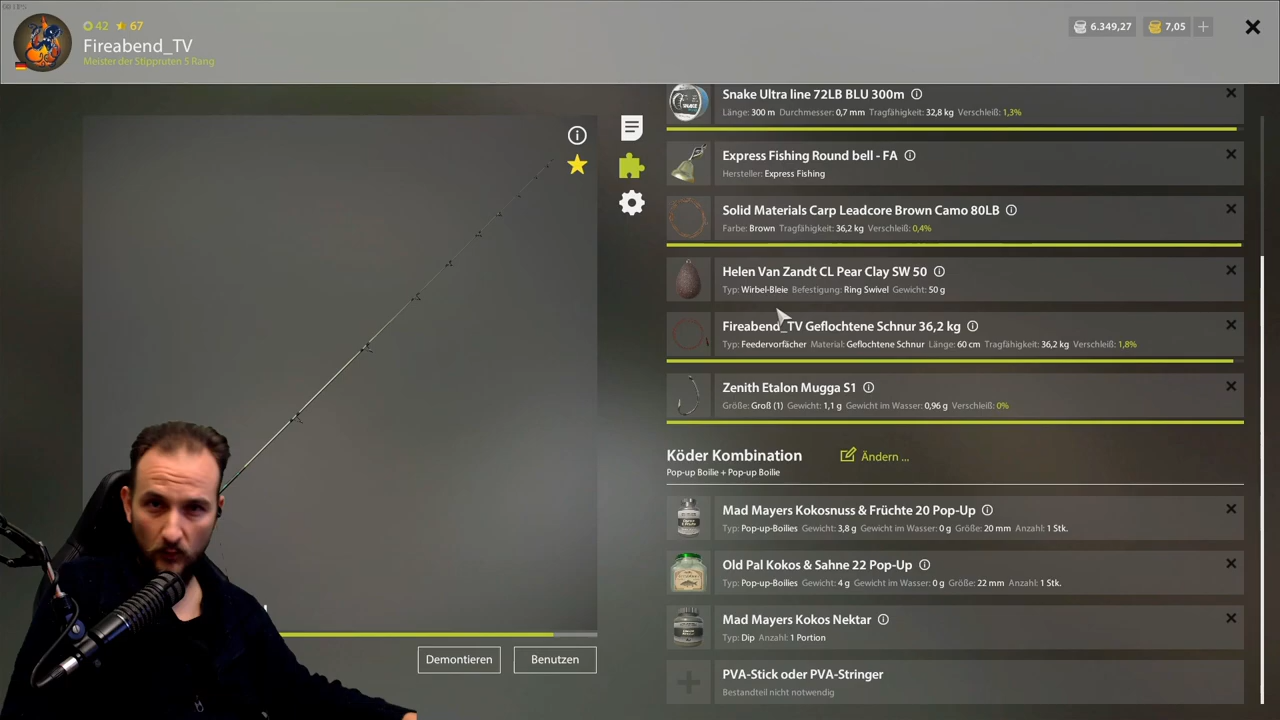 60 FPS
42 67
Fireabend_TV
Meister der Stippruten 5 Rang
6.349,27 7,05
Snake Ultra line 72LB BLU 300m
Länge: 300 m Durchmesser: 0,7 mm Tragfähigkeit: 32,8 kg Verschleiß: 1,3%
Express Fishing Round bell - FA
Hersteller: Express Fishing
Solid Materials Carp Leadcore Brown Camo 80LB
Farbe: Brown Tragfähigkeit: 36,2 kg Verschleiß: 0,4%
Helen Van Zandt CL Pear Clay SW 50
Typ: Wirbel-Bleie Befestigung: Ring Swivel Gewicht: 50 g
Fireabend_TV Geflochtene Schnur 36,2 kg
Typ: Feedervorfächer Material: Geflochtene Schnur Länge: 60 cm Tragfähigkeit: 36,2 kg Verschleiß: 1,8%
Zenith Etalon Mugga S1
Größe: Groß (1) Gewicht: 1,1 g Gewicht im Wasser: 0,96 g Verschleiß: 0%
Köder Kombination Ändern ...
Pop-up Boilie + Pop-up Boilie
Mad Mayers Kokosnuss & Früchte 20 Pop-Up
Typ: Pop-up-Boilies Gewicht: 3,8 g Gewicht im Wasser: 0 g Größe: 20 mm Anzahl: 1 Stk.
Old Pal Kokos & Sahne 22 Pop-Up
Typ: Pop-up-Boilies Gewicht: 4 g Gewicht im Wasser: 0 g Größe: 22 mm Anzahl: 1 Stk.
Mad Mayers Kokos Nektar
Typ: Dip Anzahl: 1 Portion
PVA-Stick oder PVA-Stringer
Bestandteil nicht notwendig
Demontieren Benutzen